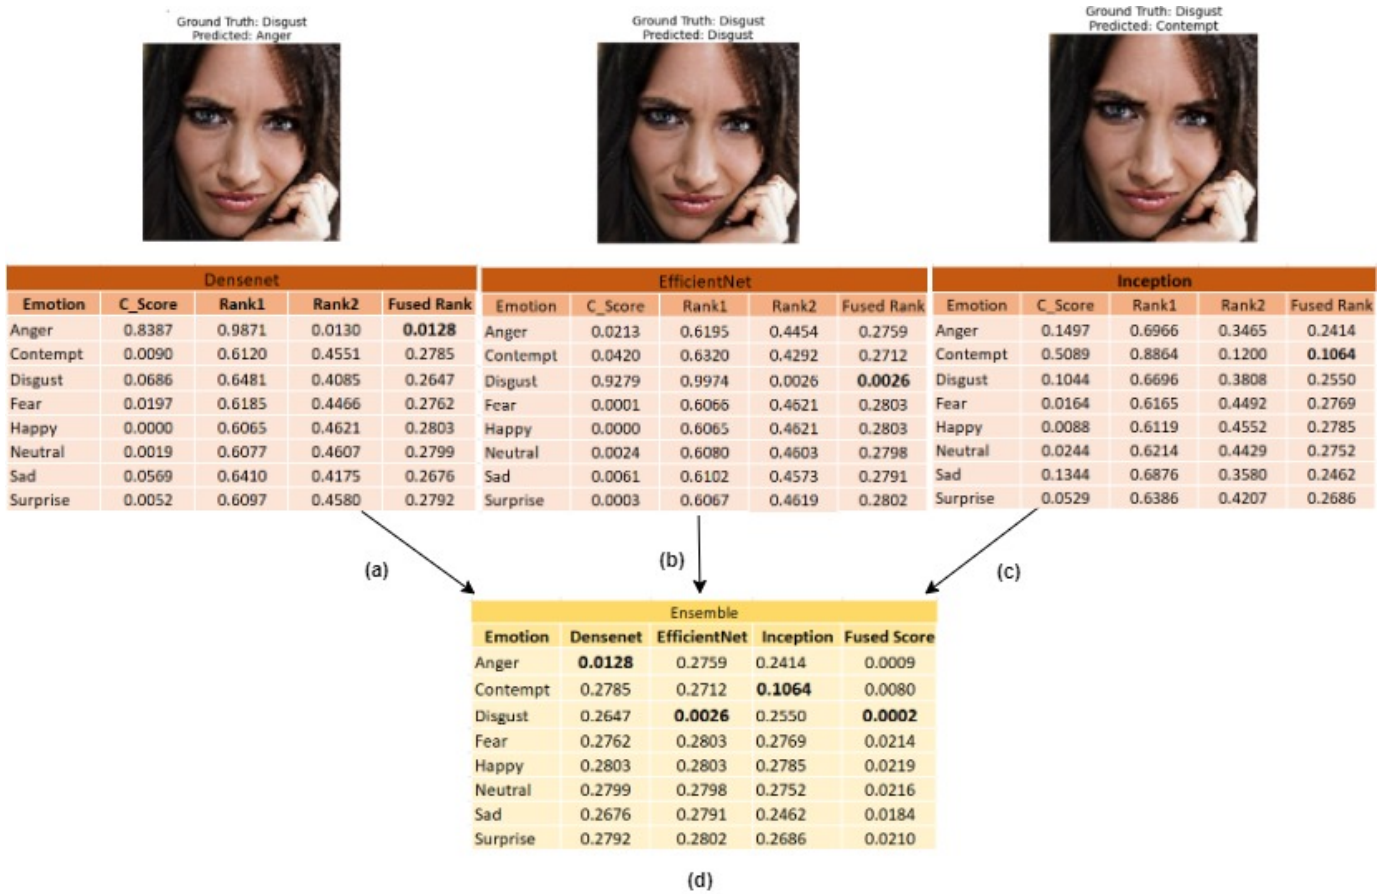 Ground Truth: Disgust
Predicted: Anger
Ground Truth: Disgust
Predicted: Disgust
Ground Truth: Disgust
Predicted: Contempt
Densenet
Emotion C_Score Rank1 Rank2 Fused Rank
Anger 0.8387 0.9871 0.0130 0.0128
Contempt 0.0090 0.6120 0.4551 0.2785
Disgust 0.0686 0.6481 0.4085 0.2647
Fear 0.0197 0.6185 0.4466 0.2762
Happy 0.0000 0.6065 0.4621 0.2803
Neutral 0.0019 0.6077 0.4607 0.2799
Sad 0.0569 0.6410 0.4175 0.2676
Surprise 0.0052 0.6097 0.4580 0.2792
EfficientNet
Emotion C_Score Rank1 Rank2 Fused Rank
Anger 0.0213 0.6195 0.4454 0.2759
Contempt 0.0420 0.6320 0.4292 0.2712
Disgust 0.9279 0.9974 0.0026 0.0026
Fear 0.0001 0.6066 0.4621 0.2803
Happy 0.0000 0.6065 0.4621 0.2803
Neutral 0.0024 0.6080 0.4603 0.2798
Sad 0.0061 0.6102 0.4573 0.2791
Surprise 0.0003 0.6067 0.4619 0.2802
Inception
Emotion C_Score Rank1 Rank2 Fused Rank
Anger 0.1497 0.6966 0.3465 0.2414
Contempt 0.5089 0.8864 0.1200 0.1064
Disgust 0.1044 0.6696 0.3808 0.2550
Fear 0.0164 0.6165 0.4492 0.2769
Happy 0.0088 0.6119 0.4552 0.2785
Neutral 0.0244 0.6214 0.4429 0.2752
Sad 0.1344 0.6876 0.3580 0.2462
Surprise 0.0529 0.6386 0.4207 0.2686
(a)
(b)
(c)
Ensemble
Emotion Densenet EfficientNet Inception Fused Score
Anger 0.0128 0.2759 0.2414 0.0009
Contempt 0.2785 0.2712 0.1064 0.0080
Disgust 0.2647 0.0026 0.2550 0.0002
Fear 0.2762 0.2803 0.2769 0.0214
Happy 0.2803 0.2803 0.2785 0.0219
Neutral 0.2799 0.2798 0.2752 0.0216
Sad 0.2676 0.2791 0.2462 0.0184
Surprise 0.2792 0.2802 0.2686 0.0210
(d)